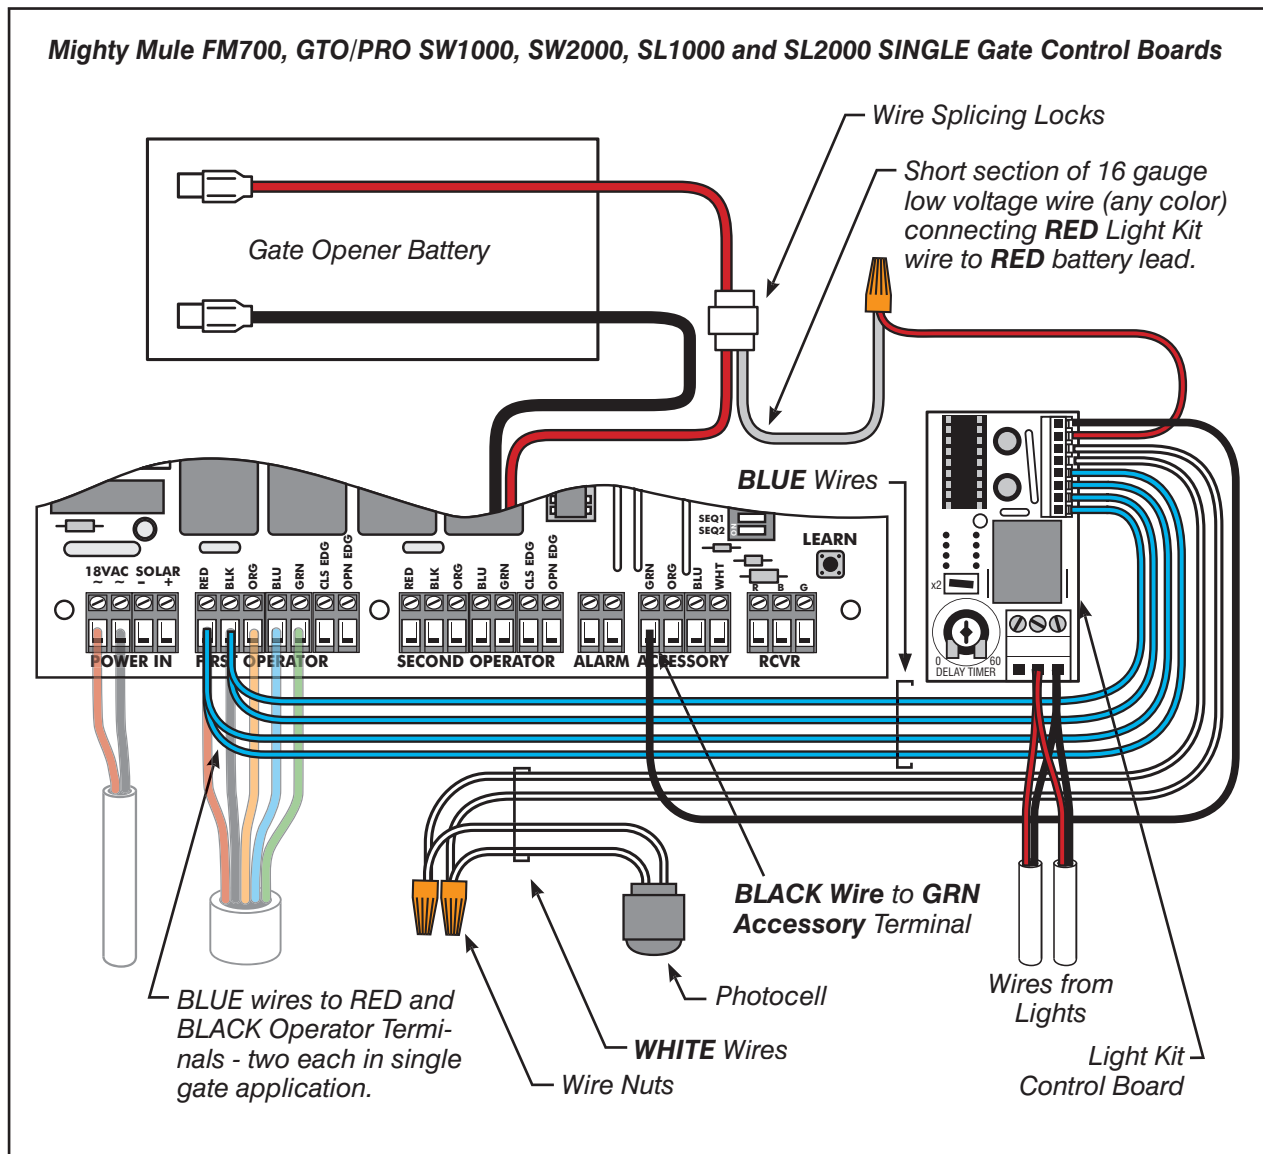 Mighty Mule FM700, GTO/PRO SW1000, SW2000, SL1000 and SL2000 SINGLE Gate Control Boards
Wire Splicing Locks
Short section of 16 gauge
low voltage wire (any color)
connecting RED Light Kit
wire to RED battery lead.
Gate Opener Battery
BLUE Wires
SEQ1
SEQ2
ON
LEARN
18VAC SOLAR
~ ~ - +
RED
BLK
ORG
BLU
GRN
CLS EDG
OPN EDG
RED
BLK
ORG
BLU
GRN
CLS EDG
OPN EDG
GRN
ORG
BLU
WHT
R B G
POWER IN
FIRST OPERATOR
SECOND OPERATOR
ALARM
ACCESSORY
RCVR
x2
0 60
DELAY TIMER
BLACK Wire to GRN
Accessory Terminal
Photocell
WHITE Wires
Wire Nuts
BLUE wires to RED and
BLACK Operator Termi-
nals - two each in single
gate application.
Wires from
Lights
Light Kit
Control Board